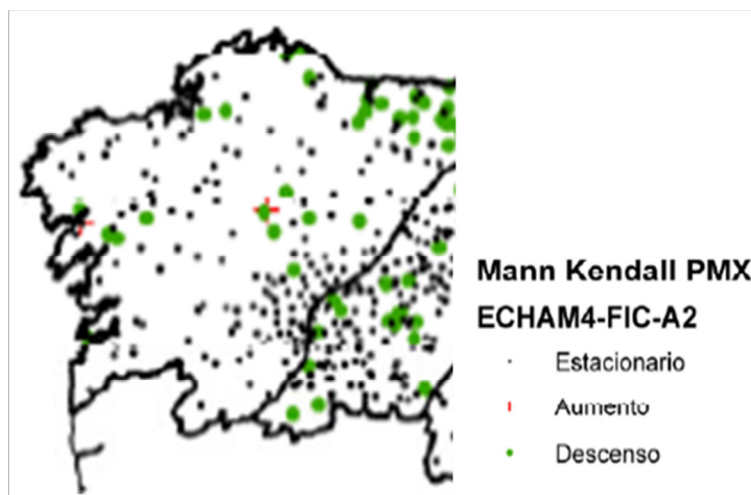 Mann Kendall PMX
ECHAM4-FIC-A2
Estacionario
Aumento
Descenso